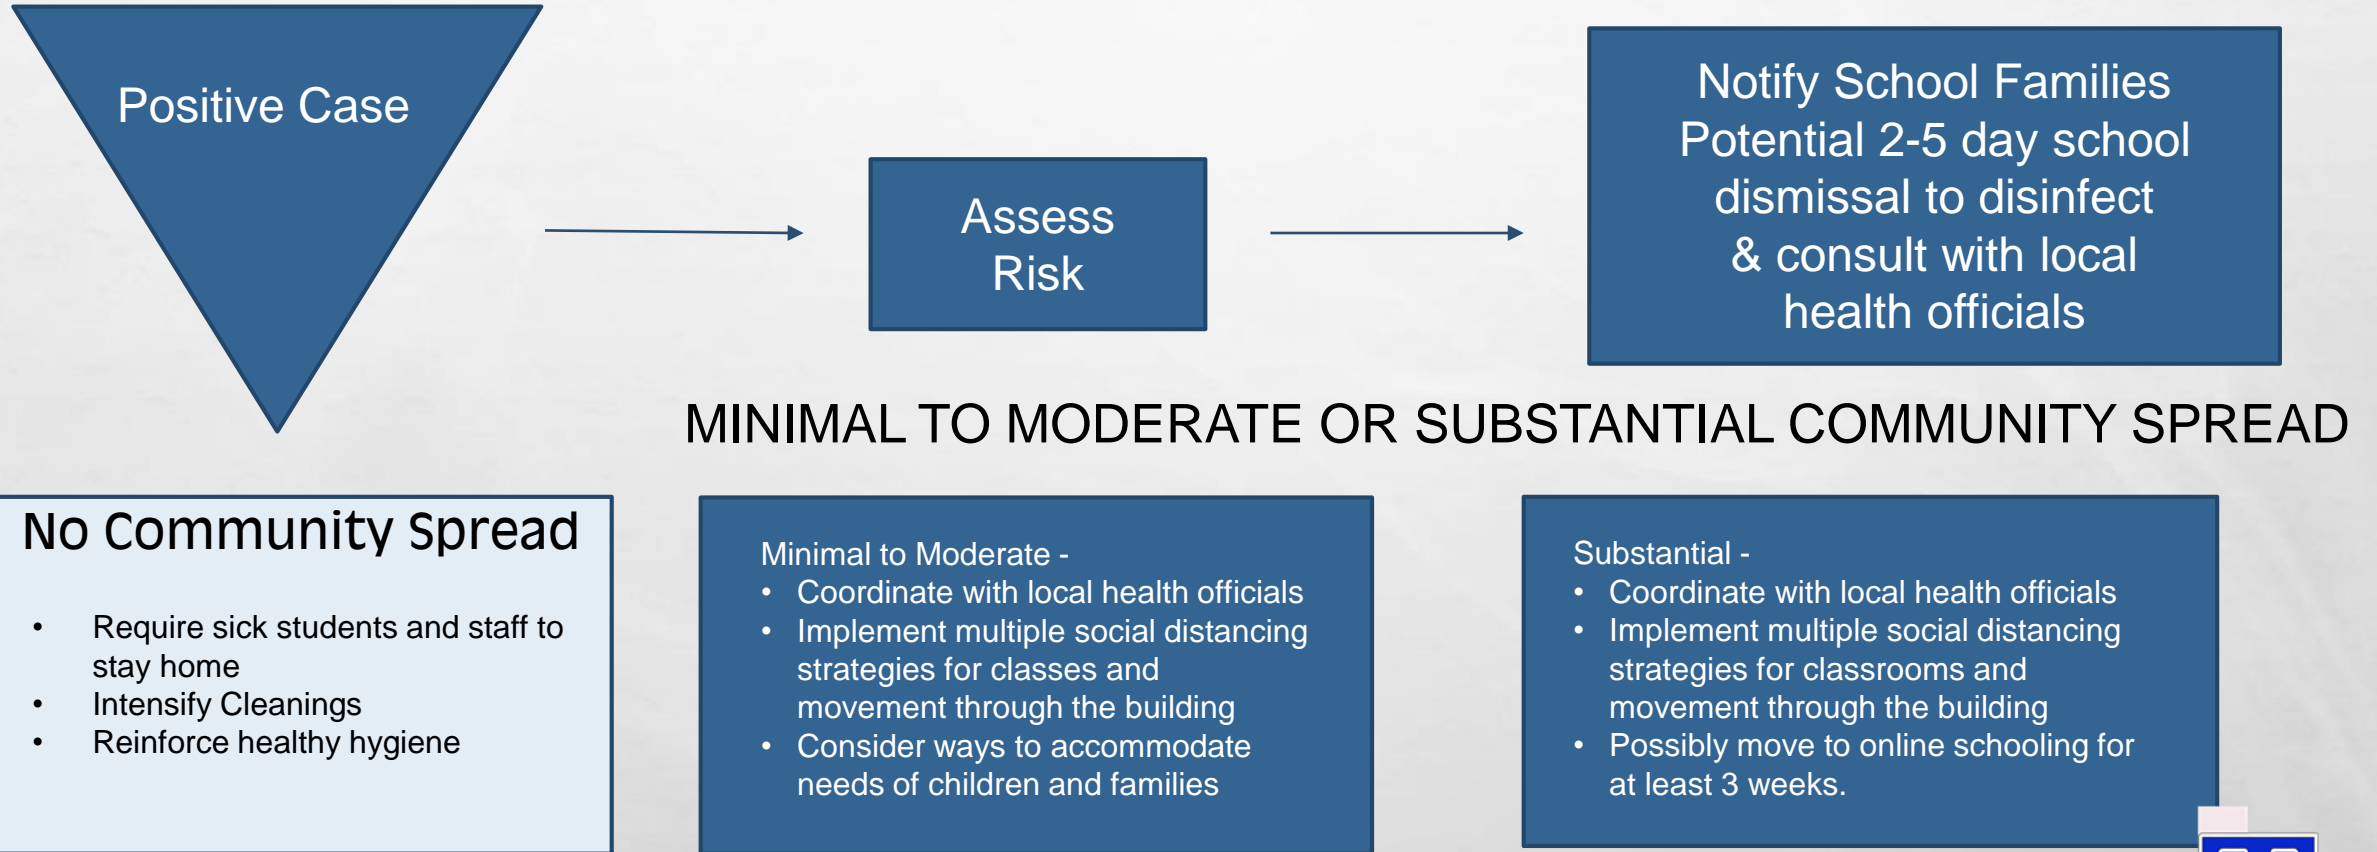 Positive Case
Assess
Risk
Notify School Families
Potential 2-5 day school
dismissal to disinfect
& consult with local
health officials
MINIMAL TO MODERATE OR SUBSTANTIAL COMMUNITY SPREAD
No Community Spread
• Require sick students and staff to
stay home
• Intensify Cleanings
• Reinforce healthy hygiene
Minimal to Moderate -
• Coordinate with local health officials
• Implement multiple social distancing
strategies for classes and
movement through the building
• Consider ways to accommodate
needs of children and families
Substantial -
• Coordinate with local health officials
• Implement multiple social distancing
strategies for classrooms and
movement through the building
• Possibly move to online schooling for
at least 3 weeks.